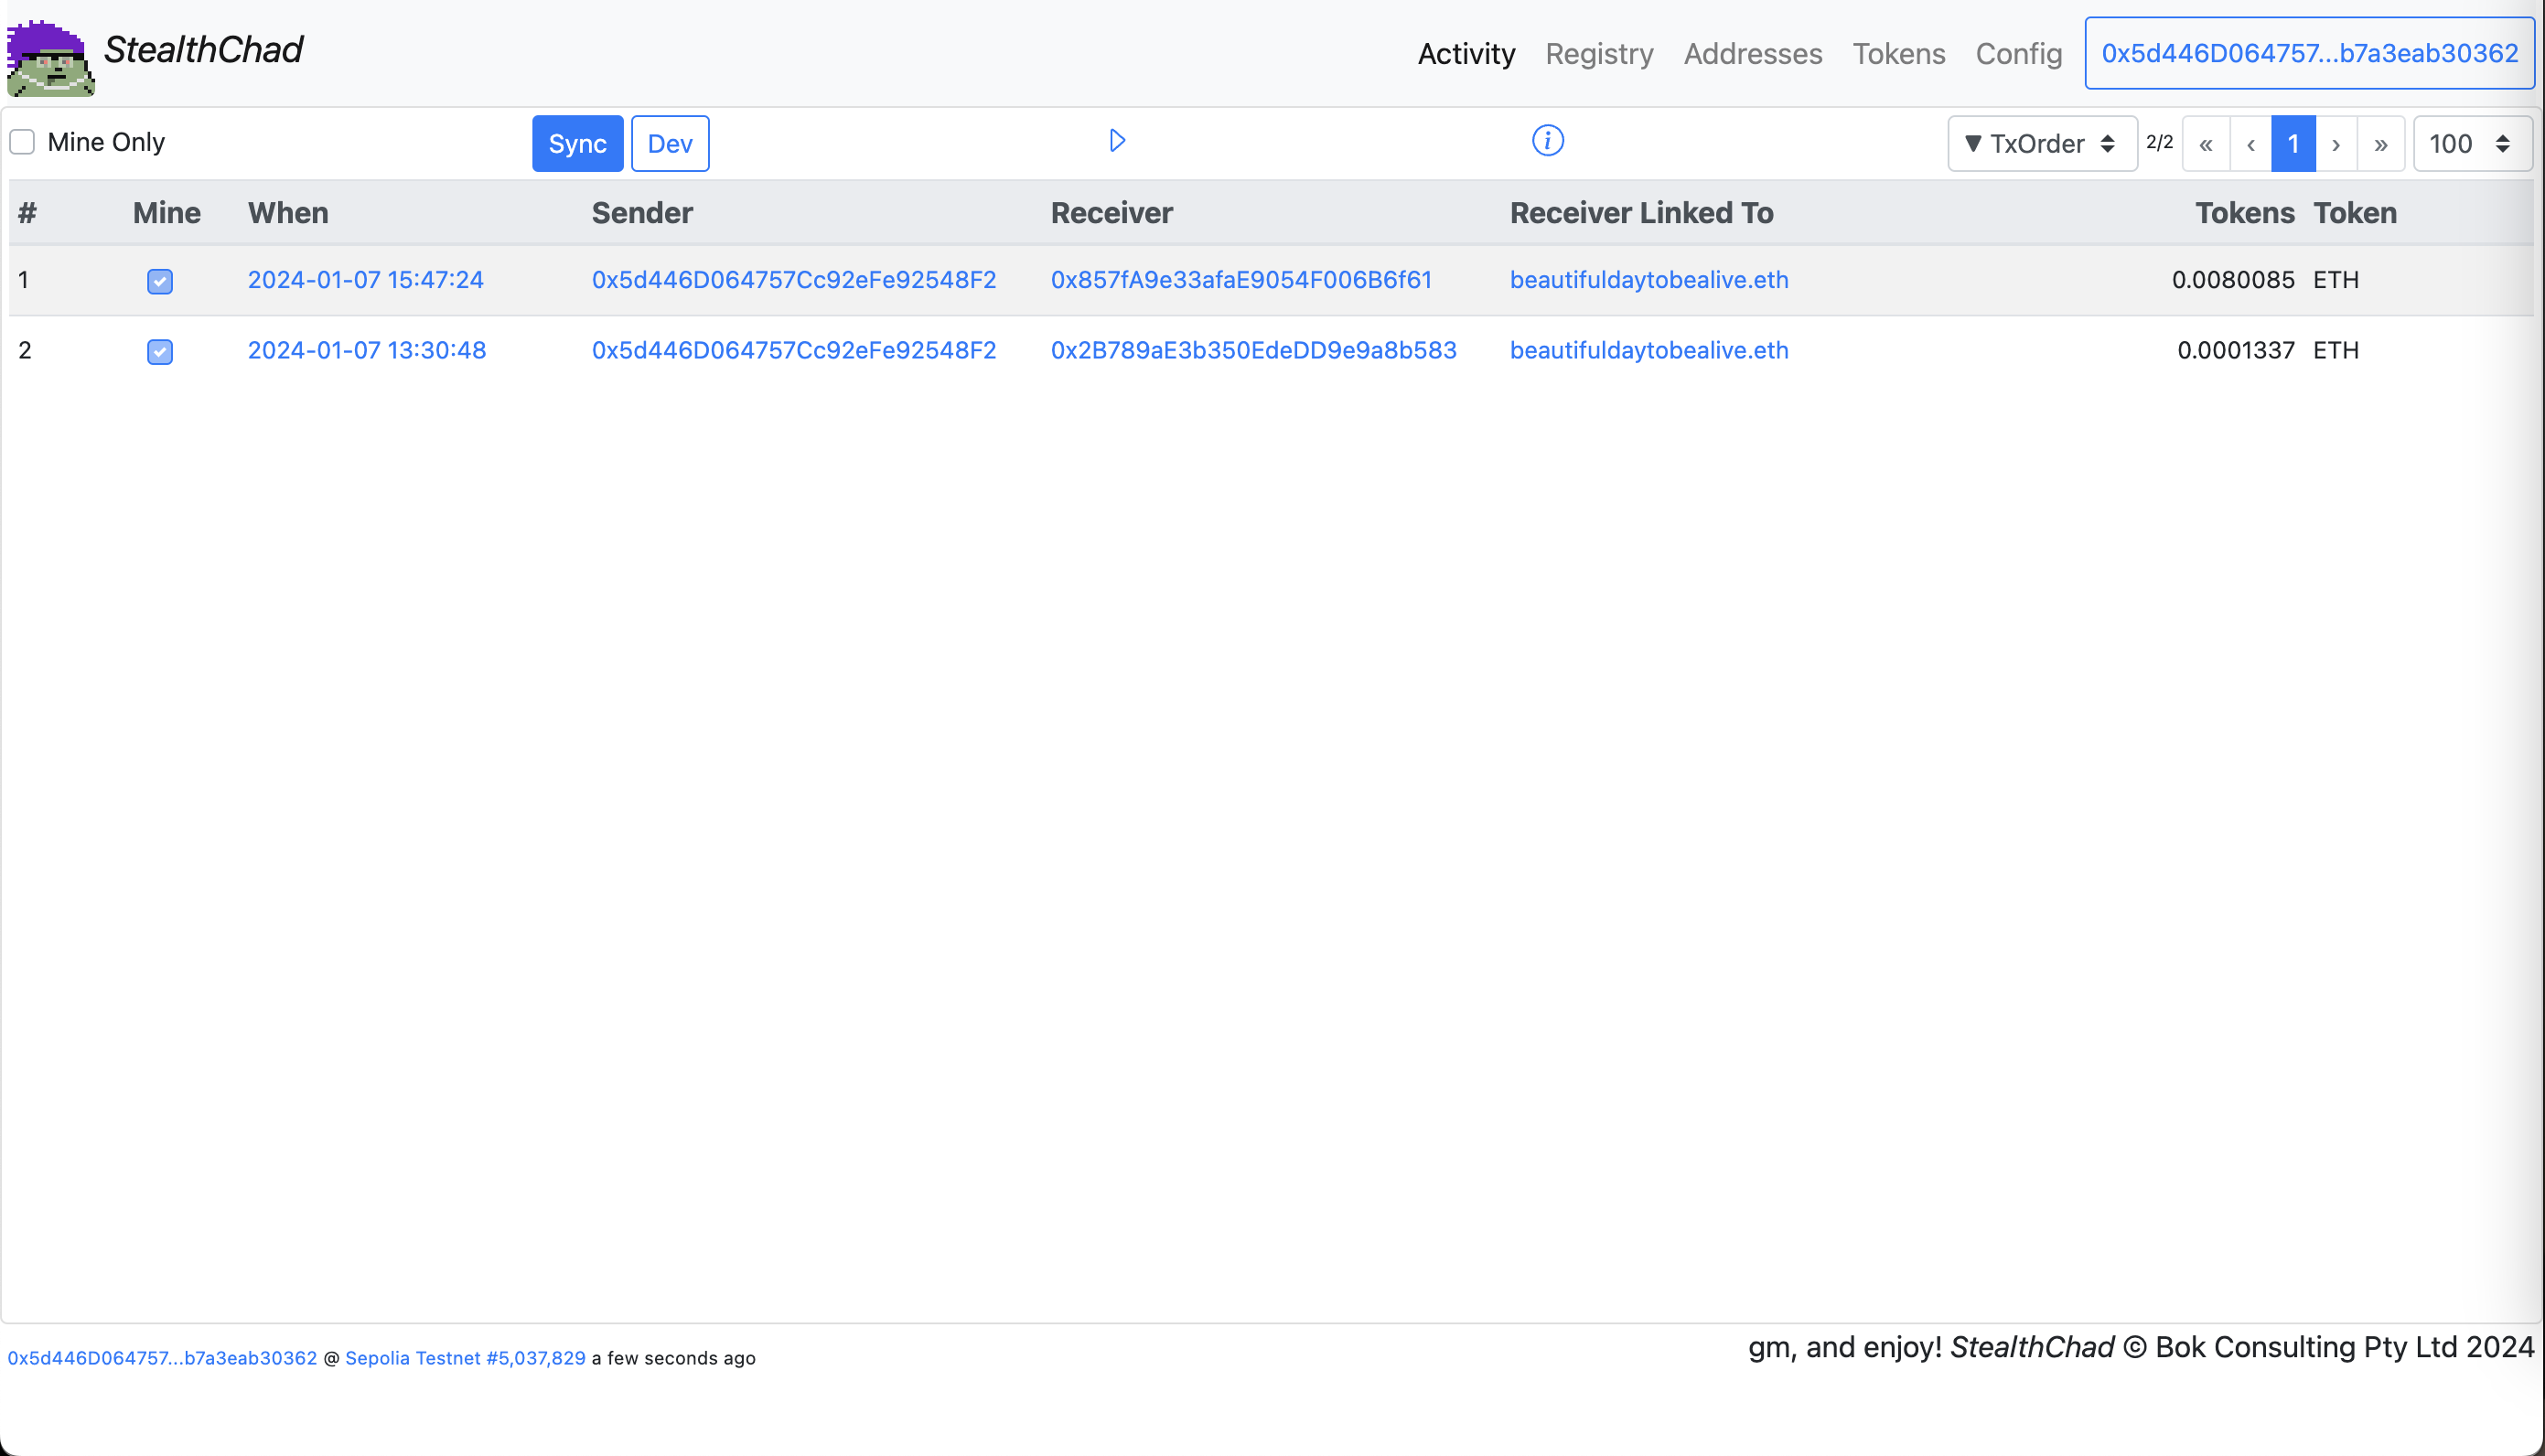 StealthChad
Activity Registry Addresses Tokens Config 0x5d446D064757...b7a3eab30362
Mine Only Sync Dev i ▼ TxOrder 2/2 « ‹ 1 › » 100
# Mine When Sender Receiver Receiver Linked To Tokens Token
1 2024-01-07 15:47:24 0x5d446D064757Cc92eFe92548F2 0x857fA9e33afaE9054F006B6f61 beautifuldaytobealive.eth 0.0080085 ETH
2 2024-01-07 13:30:48 0x5d446D064757Cc92eFe92548F2 0x2B789aE3b350EdeDD9e9a8b583 beautifuldaytobealive.eth 0.0001337 ETH
0x5d446D064757...b7a3eab30362 @ Sepolia Testnet #5,037,829 a few seconds ago
gm, and enjoy! StealthChad © Bok Consulting Pty Ltd 2024